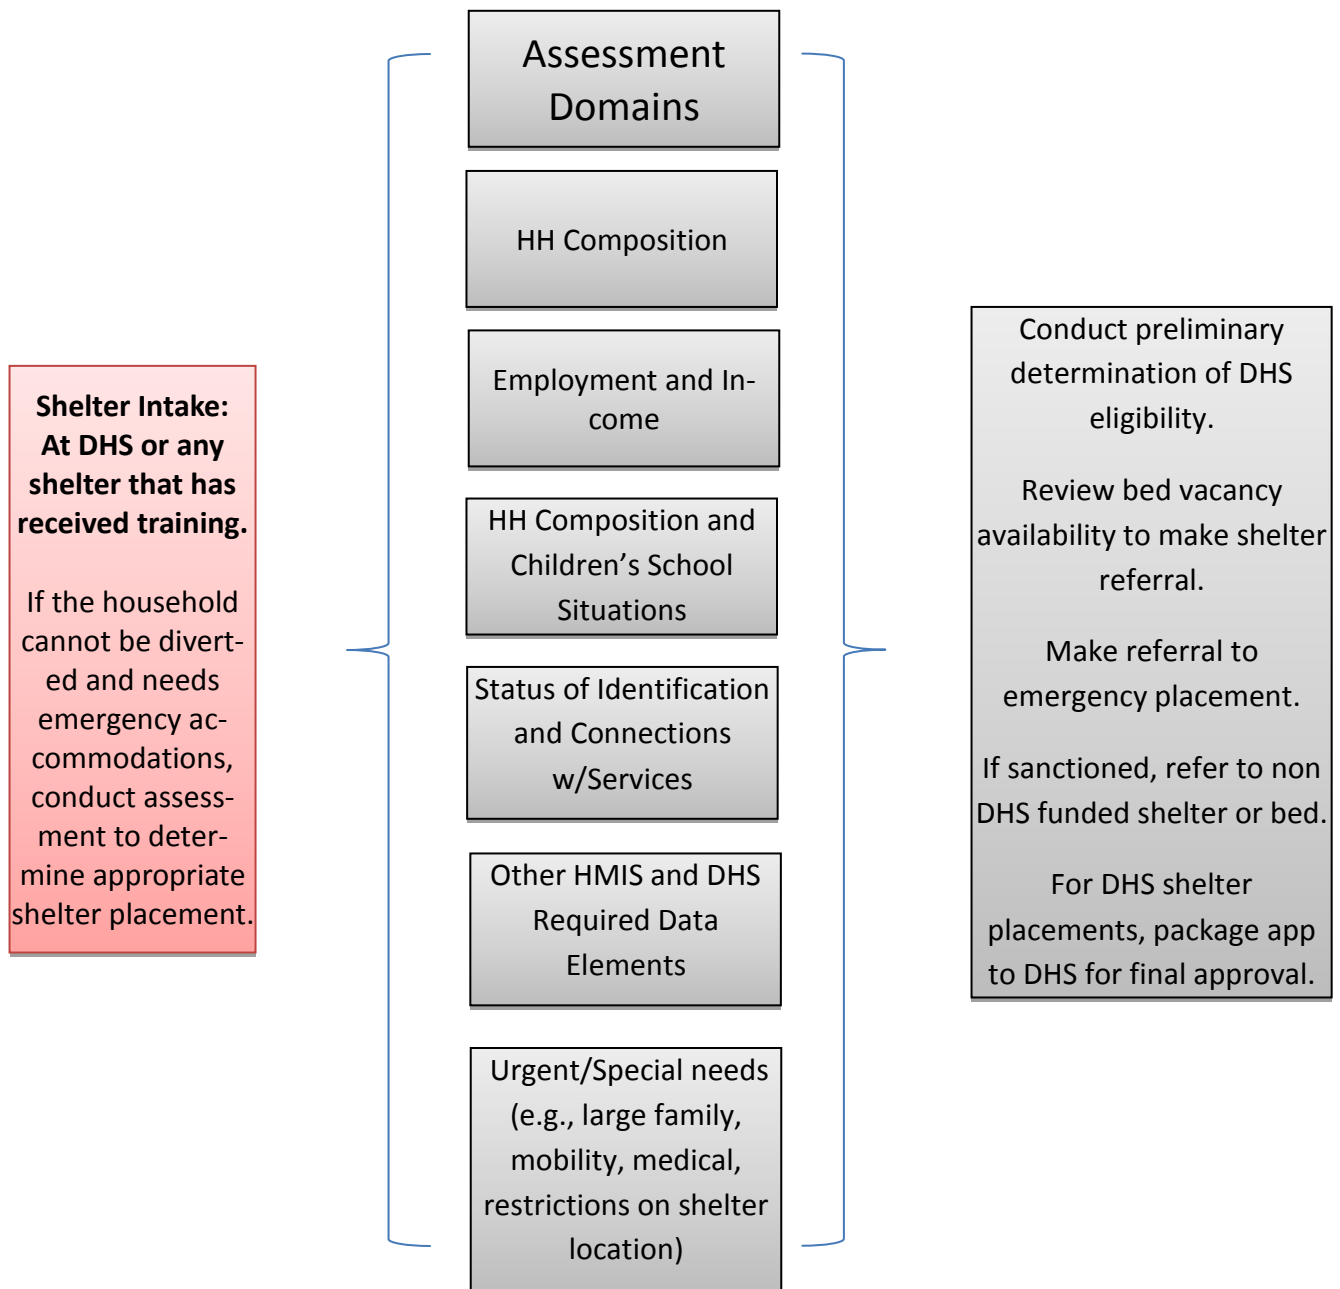 Assessment
Domains
HH Composition
Employment and In-
come
HH Composition and
Children’s School
Situations
Status of Identification
and Connections
w/Services
Other HMIS and DHS
Required Data
Elements
Urgent/Special needs
(e.g., large family,
mobility, medical,
restrictions on shelter
location)
Shelter Intake:
At DHS or any
shelter that has
received training.
If the household
cannot be divert-
ed and needs
emergency ac-
commodations,
conduct assess-
ment to deter-
mine appropriate
shelter placement.
Conduct preliminary
determination of DHS
eligibility.
Review bed vacancy
availability to make shelter
referral.
Make referral to
emergency placement.
If sanctioned, refer to non
DHS funded shelter or bed.
For DHS shelter
placements, package app
to DHS for final approval.